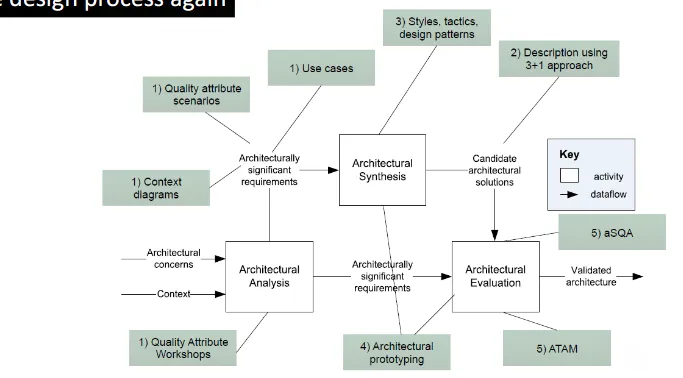 design process again
3) Styles, tactics,
design patterns
2) Description using
3+1 approach
1) Use cases
1) Quality attribute
scenarios
Architecturally
significant
requirements
Architectural
Synthesis
Candidate
architectural
solutions
Key
activity
dataflow
1) Context
diagrams
5) aSQA
Architectural
concerns
Context
Architectural
Analysis
Architecturally
significant
requirements
Architectural
Evaluation
Validated
architecture
1) Quality Attribute
Workshops
4) Architectural
prototyping
5) ATAM